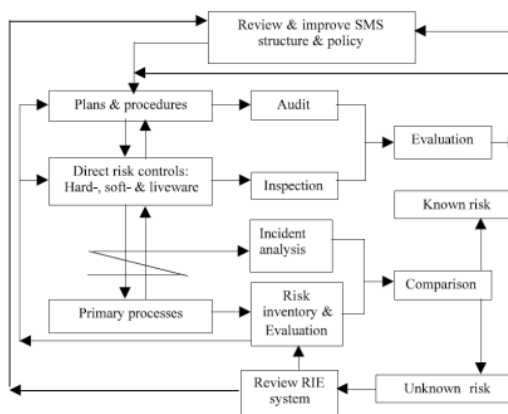 Review & improve SMS
structure & policy
Plans & procedures
Audit
Evaluation
Direct risk controls:
Hard-, soft- & liveware
Inspection
Known risk
Incident
analysis
Comparison
Primary processes
Risk
inventory &
Evaluation
Review RIE
system
Unknown risk